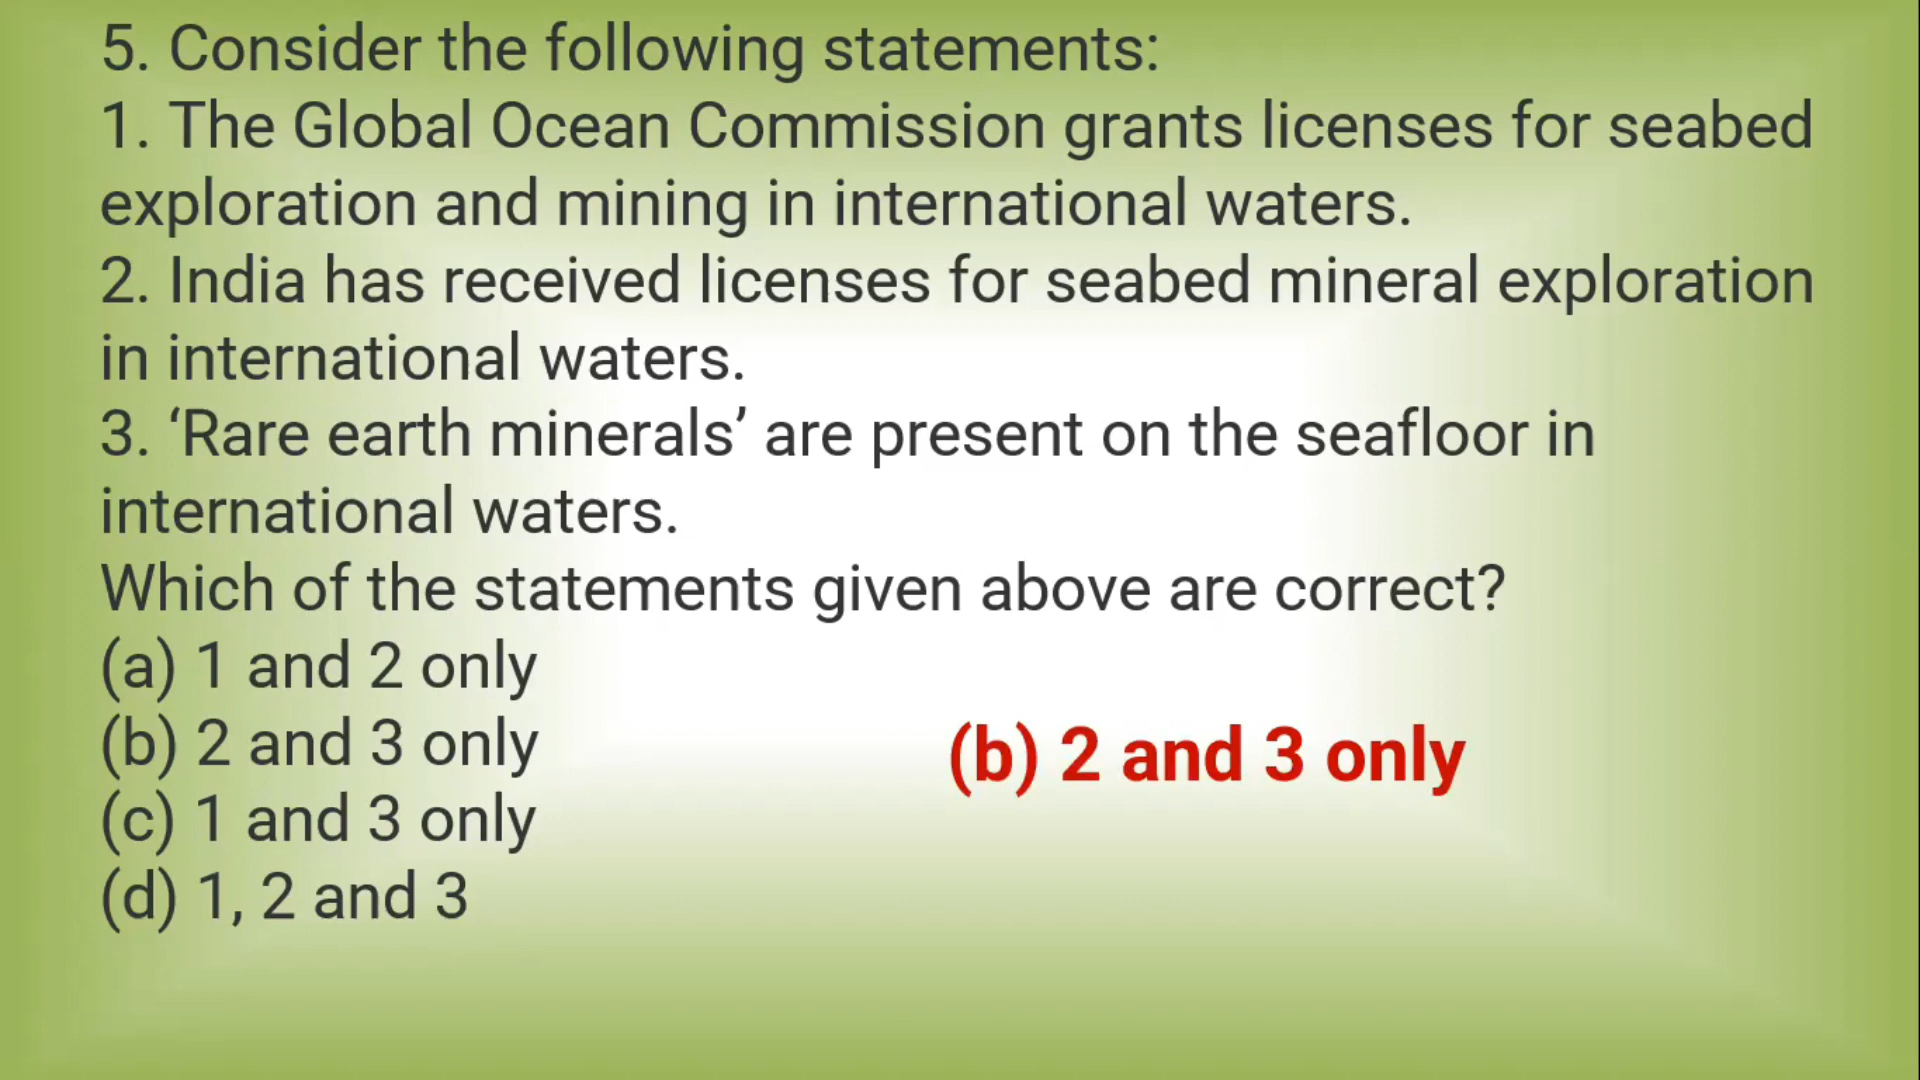 5. Consider the following statements:
1. The Global Ocean Commission grants licenses for seabed
exploration and mining in international waters.
2. India has received licenses for seabed mineral exploration
in international waters.
3. ‘Rare earth minerals’ are present on the seafloor in
international waters.
Which of the statements given above are correct?
(a) 1 and 2 only
(b) 2 and 3 only
(b) 2 and 3 only
(c) 1 and 3 only
(d) 1, 2 and 3